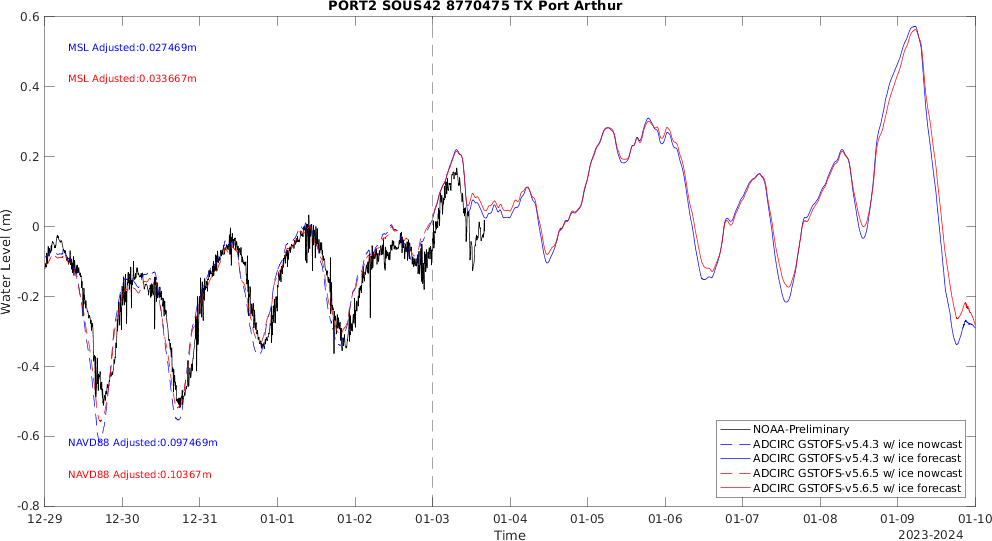 PORT2 SOUS42 8770475 TX Port Arthur
MSL Adjusted:0.027469m
MSL Adjusted:0.033667m
NAVD88 Adjusted:0.097469m
NAVD88 Adjusted:0.10367m
Water Level (m)
0.6
0.4
0.2
0
-0.2
-0.4
-0.6
-0.8
NOAA-Preliminary
ADCIRC GSTOFS-v5.4.3 w/ ice nowcast
ADCIRC GSTOFS-v5.4.3 w/ ice forecast
ADCIRC GSTOFS-v5.6.5 w/ ice nowcast
ADCIRC GSTOFS-v5.6.5 w/ ice forecast
12-29 12-30 12-31 01-01 01-02 01-03 01-04 01-05 01-06 01-07 01-08 01-09 01-10
Time
2023-2024